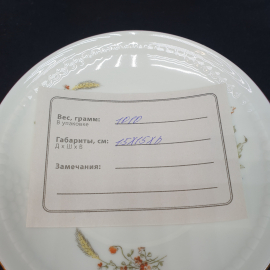 Вес, грамм:
В упаковке
Габариты, см:
Д х Ш х В
Замечания: